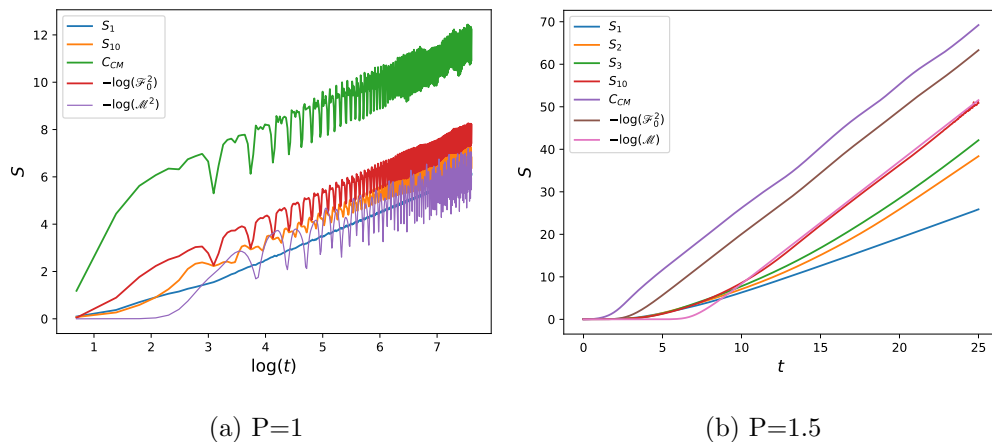 S
12
10
8
6
4
2
0
S₁
S₁₀
C_CM
−log(ℱ₀²)
−log(ℳ²)
1 2 3 4 5 6 7
log(t)
(a) P=1
S
70
60
50
40
30
20
10
0
S₁
S₂
S₃
S₁₀
C_CM
−log(ℱ₀²)
−log(ℳ)
0 5 10 15 20 25
t
(b) P=1.5